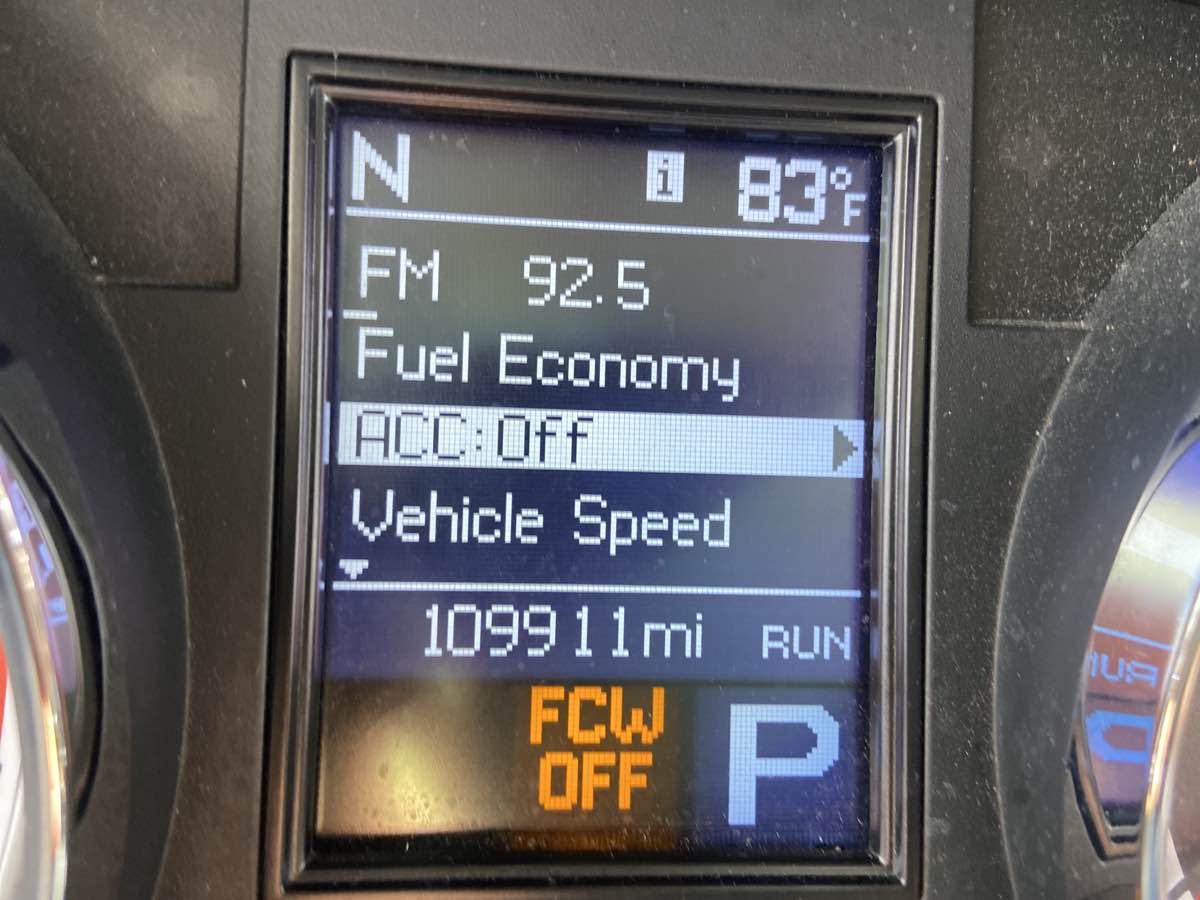 N i 83°F
FM 92.5
Fuel Economy
ACC:Off
Vehicle Speed
109911mi RUN
FCW
OFF
P